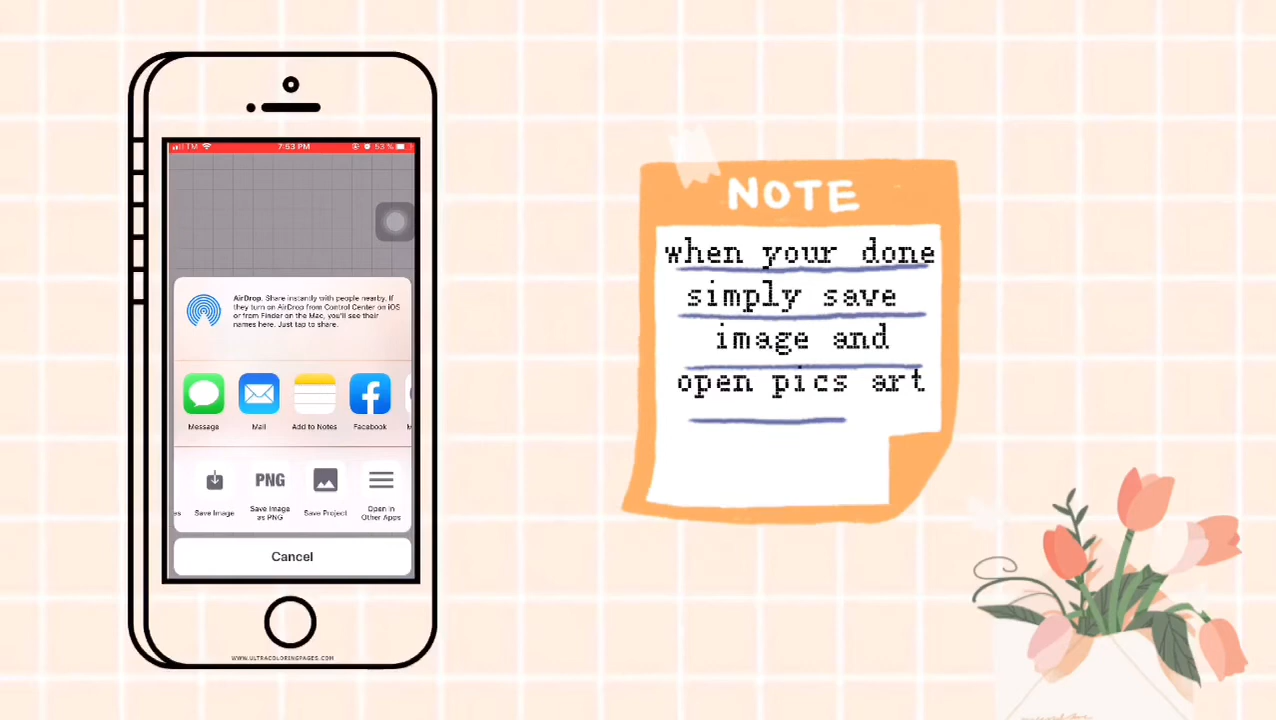 TM 7:53 PM 53 %
AirDrop. Share instantly with people nearby. If
they turn on AirDrop from Control Center on iOS
or from Finder on the Mac, you'll see their
names here. Just tap to share.
Message Mail Add to Notes Facebook
PNG
Save Image Save Image
as PNG Save Project Open in
Other Apps
Cancel
WWW.ULTRACOLORINGPAGES.COM
NOTE
when your done
simply save
image and
open pics art